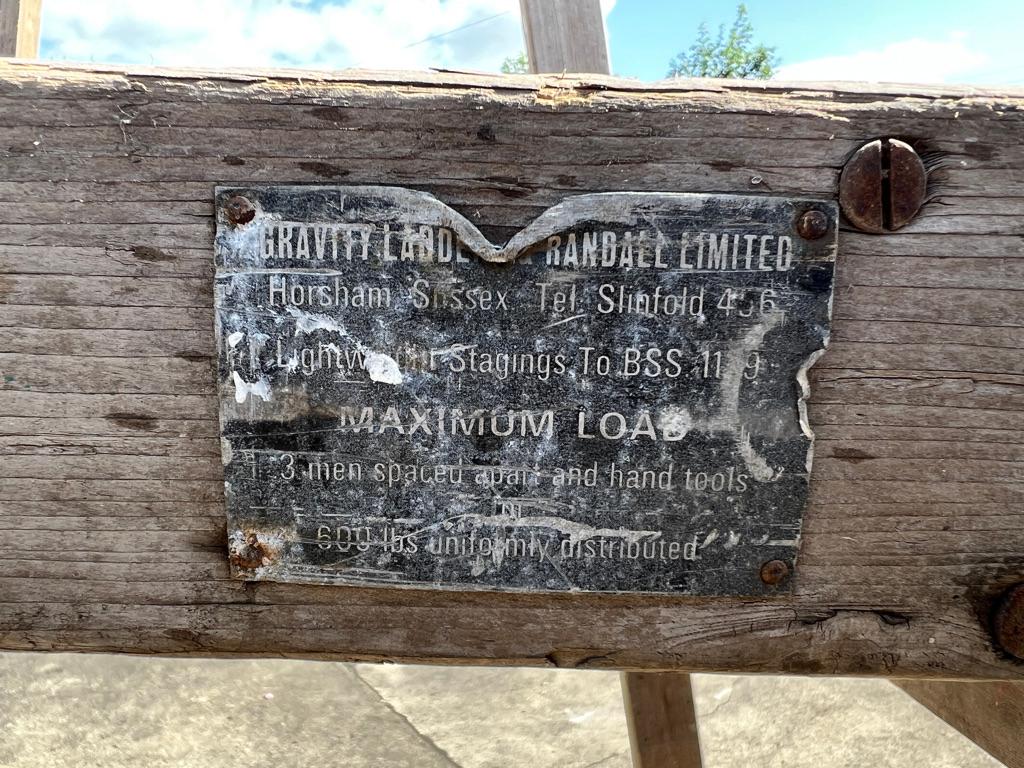 GRAVITY RANDALL LIMITED
Horsham Sussex Tel Slinfold
Stagings To BSS
MAXIMUM LOAD
3 men spaced apart and hand tools
lbs uniformly distributed